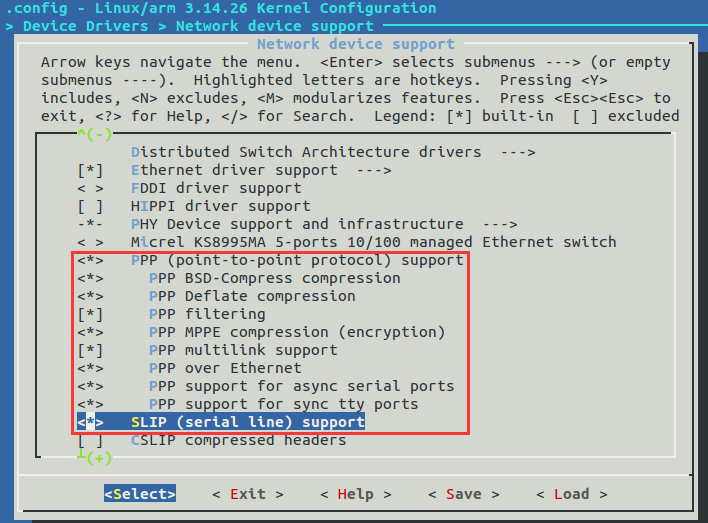 .config - Linux/arm 3.14.26 Kernel Configuration
> Device Drivers > Network device support
Network device support
Arrow keys navigate the menu.  <Enter> selects submenus ---> (or empty
submenus ----).  Highlighted letters are hotkeys.  Pressing <Y>
includes, <N> excludes, <M> modularizes features.  Press <Esc><Esc> to
exit, <?> for Help, </> for Search.  Legend: [*] built-in  [ ] excluded
^(-)
Distributed Switch Architecture drivers  --->
[*]   Ethernet driver support  --->
< >   FDDI driver support
[ ]   HIPPI driver support
-*-   PHY Device support and infrastructure  --->
< >   Micrel KS8995MA 5-ports 10/100 managed Ethernet switch
<*>   PPP (point-to-point protocol) support
<*>     PPP BSD-Compress compression
<*>     PPP Deflate compression
[*]     PPP filtering
<*>     PPP MPPE compression (encryption)
[*]     PPP multilink support
<*>     PPP over Ethernet
<*>     PPP support for async serial ports
<*>     PPP support for sync tty ports
<*>   SLIP (serial line) support
[ ]   CSLIP compressed headers
┴(+)
<Select>    < Exit >    < Help >    < Save >    < Load >